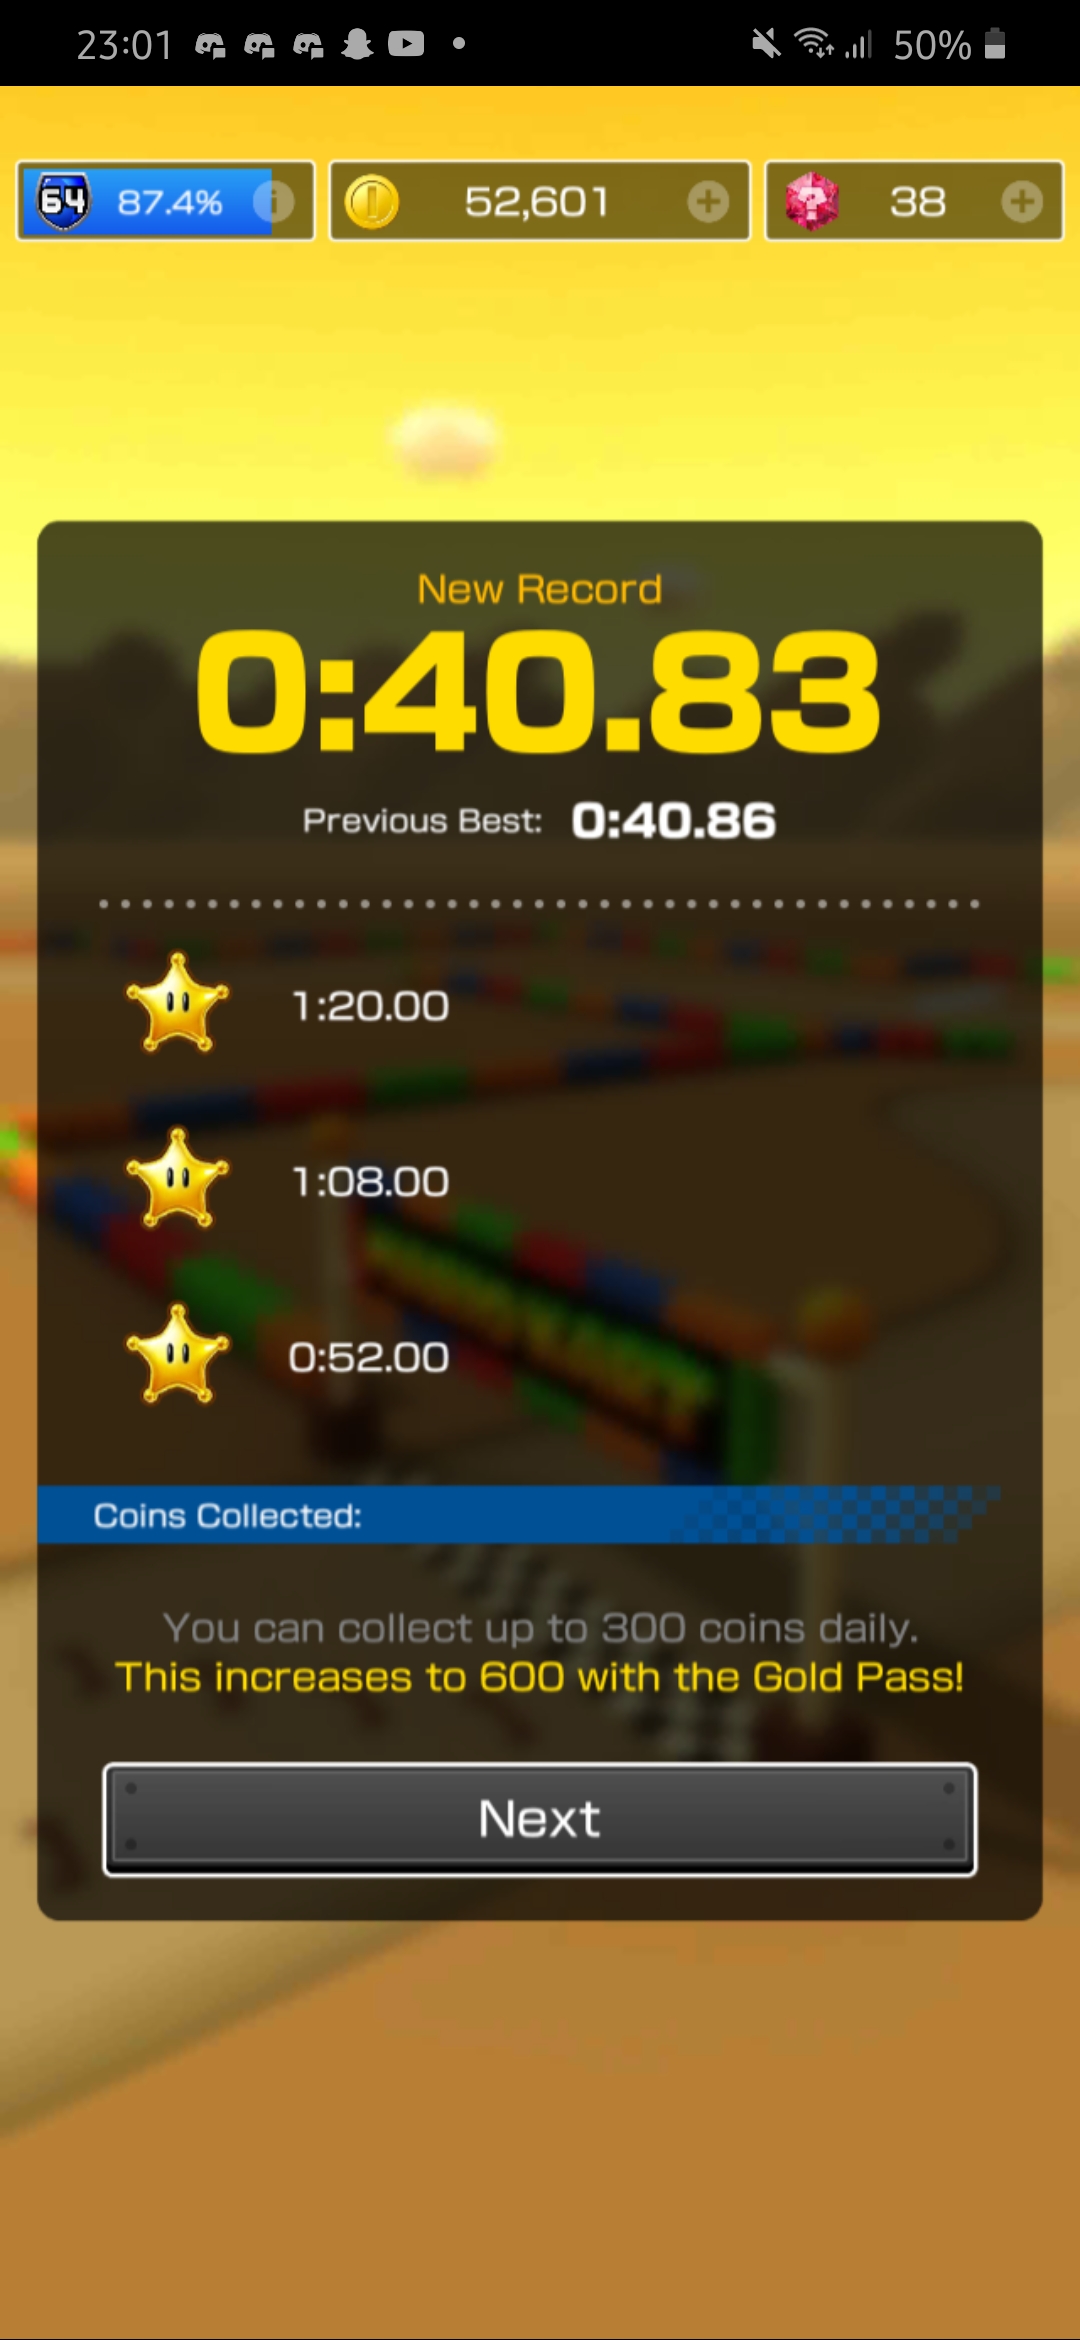 23:01 50%
64 87.4% i 52,601 + 38 +
New Record
0:40.83
Previous Best: 0:40.86
1:20.00
1:08.00
0:52.00
Coins Collected:
You can collect up to 300 coins daily.
This increases to 600 with the Gold Pass!
Next